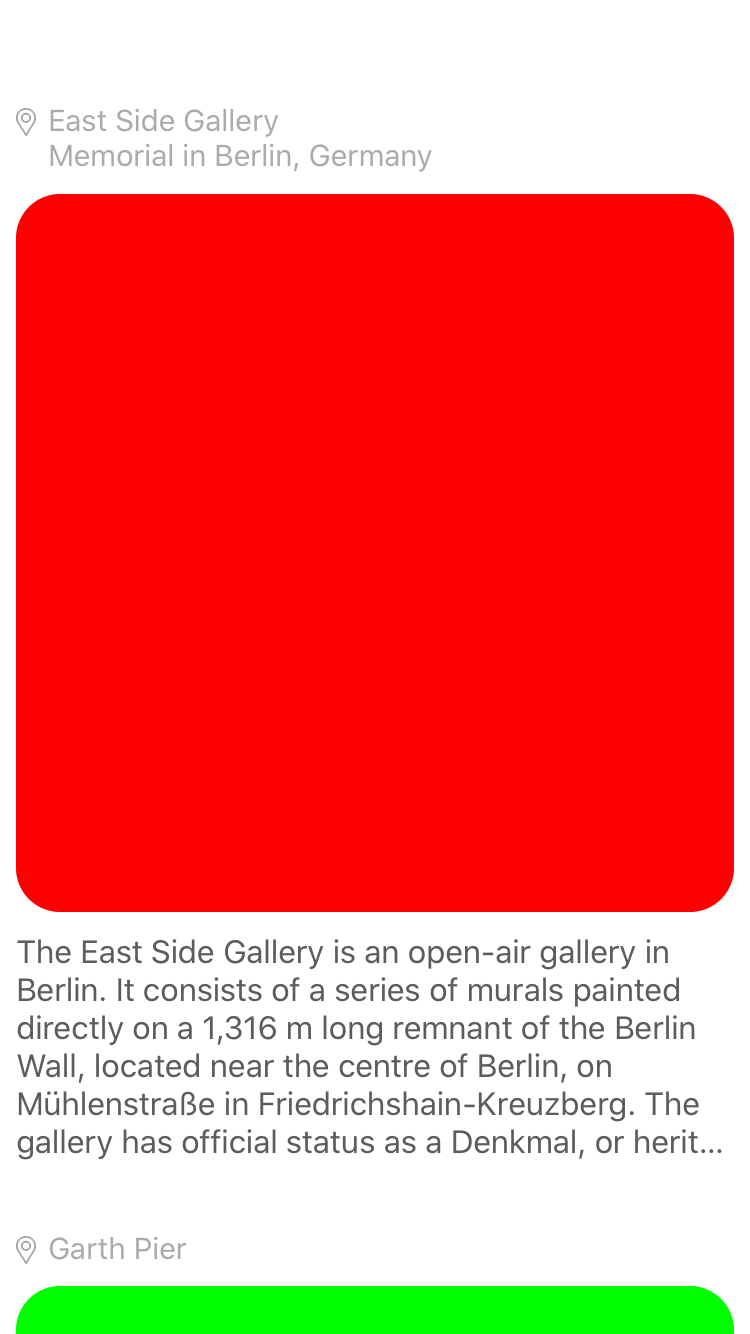 East Side Gallery
Memorial in Berlin, Germany
The East Side Gallery is an open-air gallery in
Berlin. It consists of a series of murals painted
directly on a 1,316 m long remnant of the Berlin
Wall, located near the centre of Berlin, on
Mühlenstraße in Friedrichshain-Kreuzberg. The
gallery has official status as a Denkmal, or herit...
Garth Pier